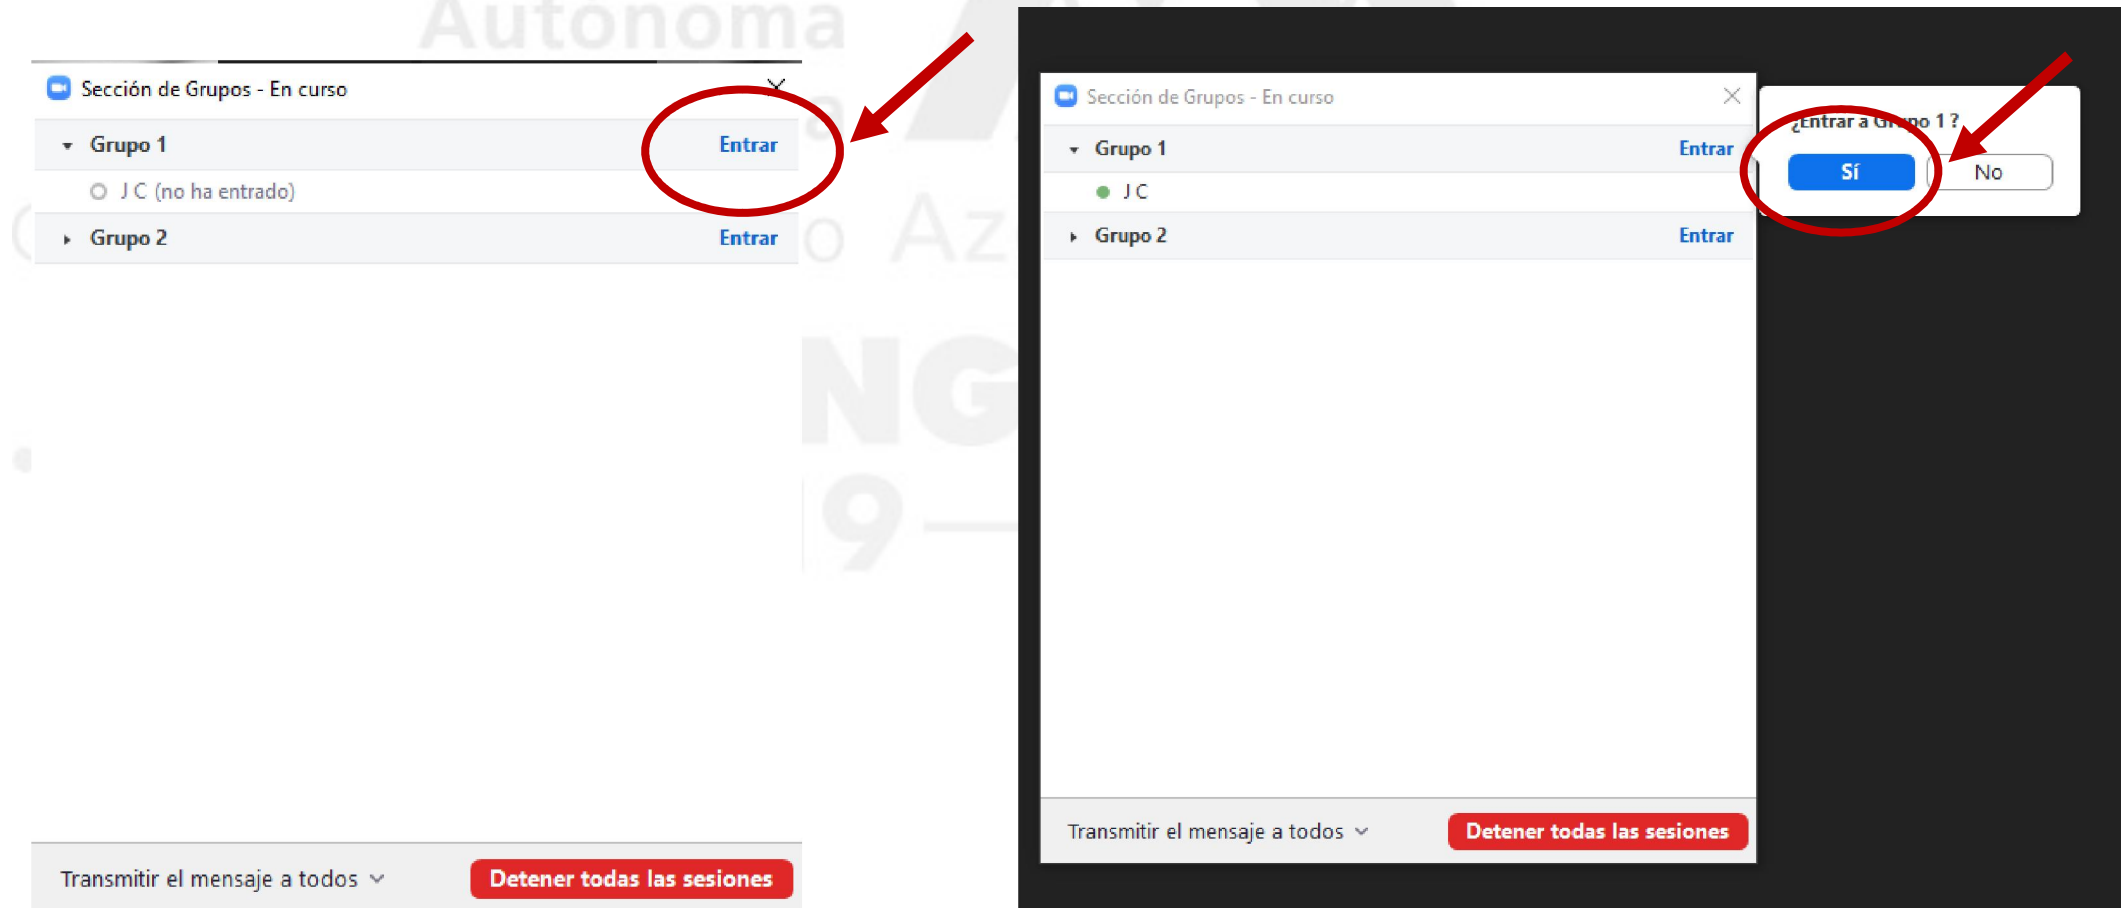 Autonoma
Sección de Grupos - En curso
Grupo 1 Entrar
J C (no ha entrado)
Grupo 2 Entrar
Transmitir el mensaje a todos
Detener todas las sesiones
Sección de Grupos - En curso
Grupo 1 Entrar
J C
Grupo 2 Entrar
Transmitir el mensaje a todos
Detener todas las sesiones
¿Entrar a Grupo 1 ?
Sí No